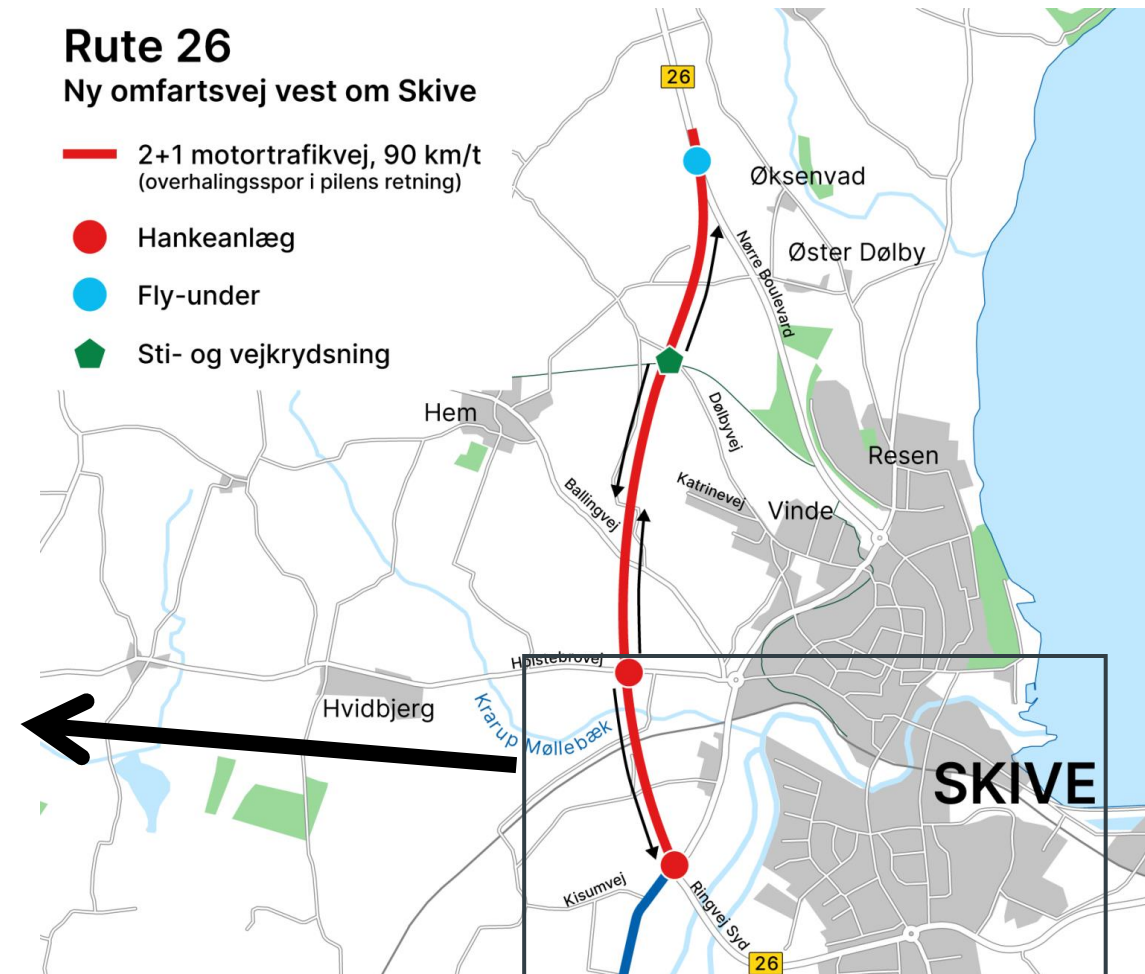 Rute 26
Ny omfartsvej vest om Skive
2+1 motortrafikvej, 90 km/t
(overhalingsspor i pilens retning)
Hankeanlæg
Fly-under
Sti- og vejkrydsning
26
Øksenvad
Nørre Boulevard
Øster Dølby
Hem
Dølbyvej
Resen
Ballingvej
Katrinevej
Vinde
Holstebrovej
Hvidbjerg
Krarup Møllebæk
SKIVE
Kisumvej
Ringvej Syd
26